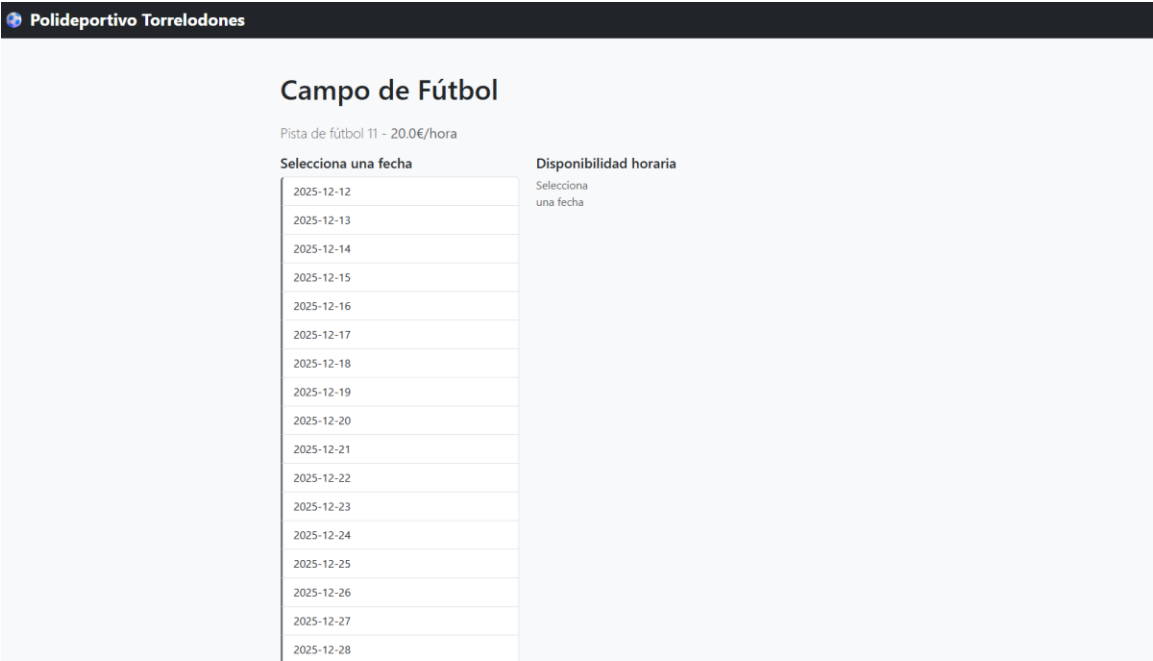 Polideportivo Torrelodones
Campo de Fútbol
Pista de fútbol 11 - 20.0€/hora
Selecciona una fecha
2025-12-12
2025-12-13
2025-12-14
2025-12-15
2025-12-16
2025-12-17
2025-12-18
2025-12-19
2025-12-20
2025-12-21
2025-12-22
2025-12-23
2025-12-24
2025-12-25
2025-12-26
2025-12-27
2025-12-28
Disponibilidad horaria
Selecciona
una fecha